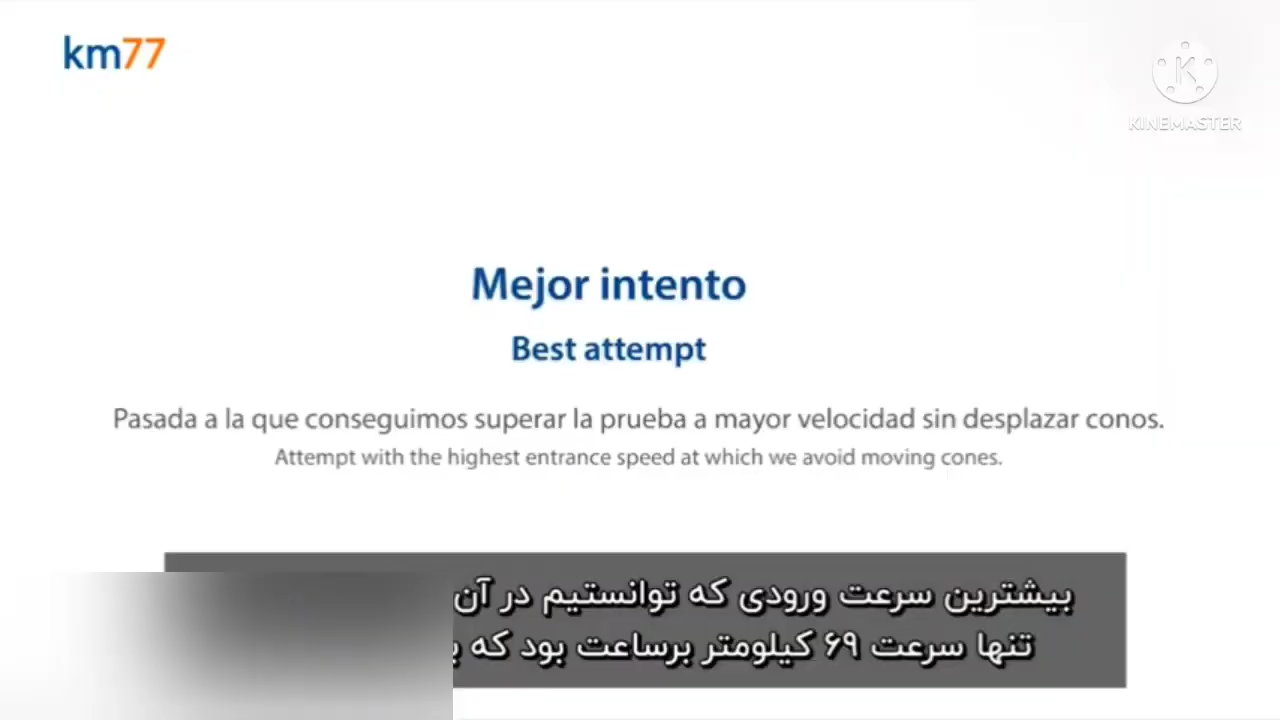 km77
KINEMASTER
Mejor intento
Best attempt
Pasada a la que conseguimos superar la prueba a mayor velocidad sin desplazar conos.
Attempt with the highest entrance speed at which we avoid moving cones.
بیشترین سرعت ورودی که توانستیم در آن
تنها سرعت ۶۹ کیلومتر برساعت بود که